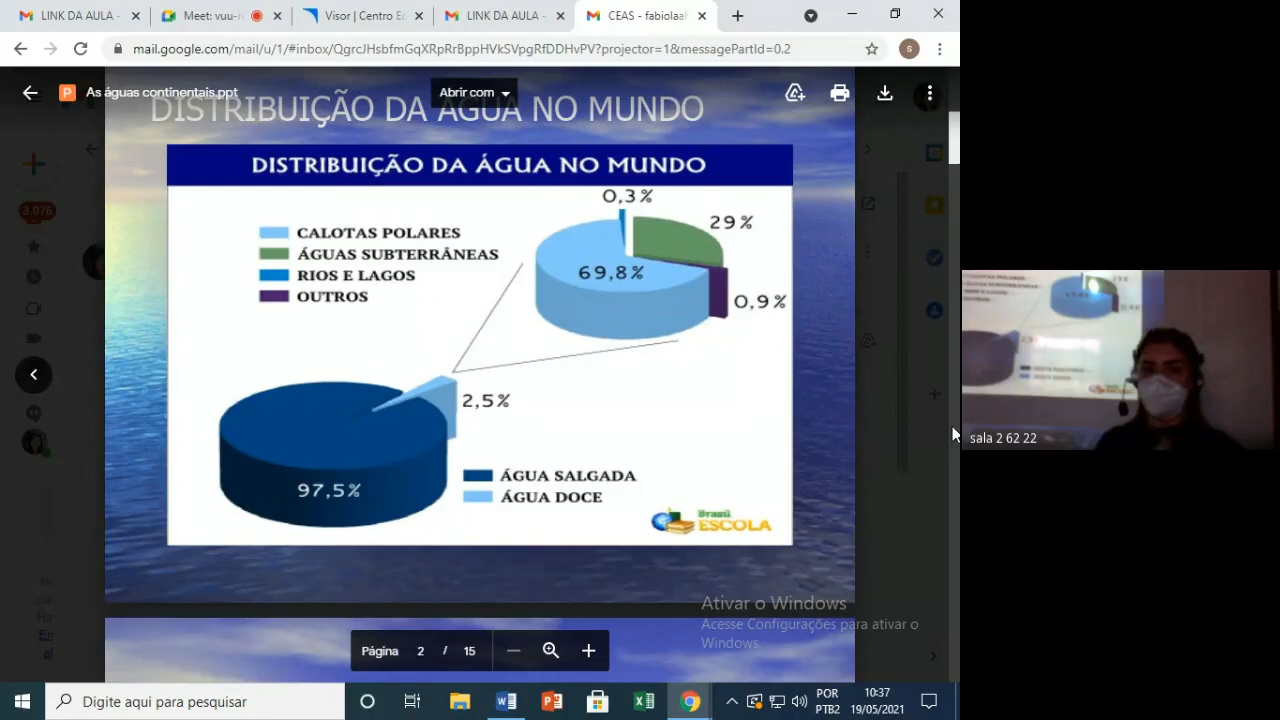 LINK DA AULA -
Meet: vuu-i
Visor | Centro Ed
LINK DA AULA -
CEAS - fabiolaal
mail.google.com/mail/u/1/#inbox/QgrcJHsbfmGqXRpRrBppHVkSVpgRfDDHvPV?projector=1&messagePartId=0.2
S
P
As águas continentais.ppt
Abrir com
DISTRIBUIÇÃO DA ÁGUA NO MUNDO
DISTRIBUIÇÃO DA ÁGUA NO MUNDO
3.076
0,3%
CALOTAS POLARES
29%
ÁGUAS SUBTERRÂNEAS
RIOS E LAGOS
69,8%
OUTROS
0,9%
2,5%
97,5%
ÁGUA SALGADA
ÁGUA DOCE
Brasil
ESCOLA
sala 2 62 22
Ativar o Windows
Acesse Configurações para ativar o
Windows.
Página 2 / 15
Digite aqui para pesquisar
POR
PTB2
10:37
19/05/2021